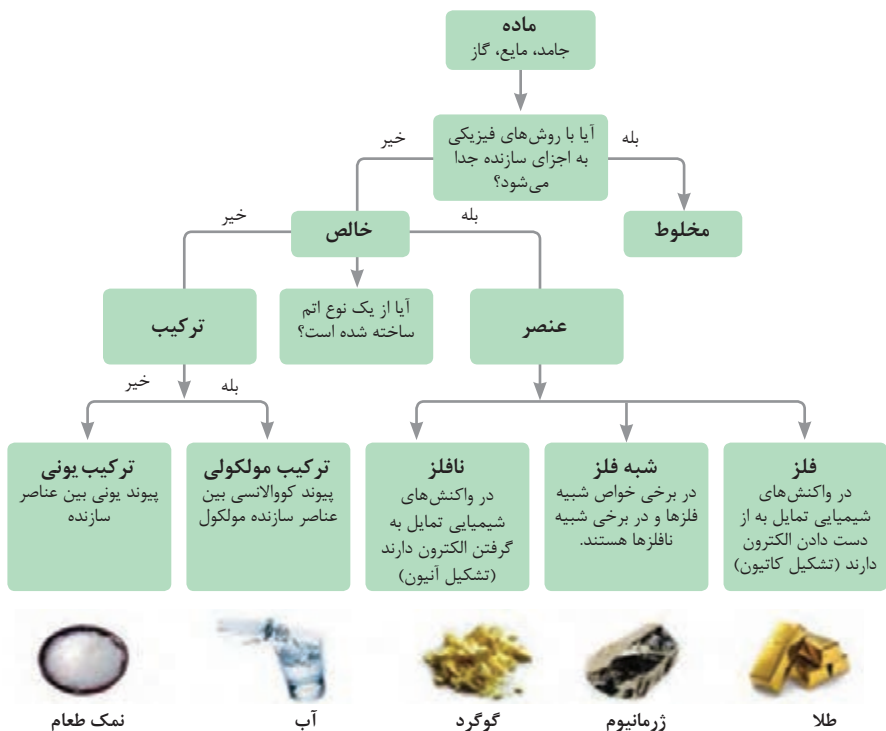 ماده
جامد، مایع، گاز
آیا با روش‌های فیزیکی
به اجزای سازنده جدا
می‌شود؟
بله
خیر
مخلوط
خالص
بله
خیر
آیا از یک نوع اتم
ساخته شده است؟
عنصر
ترکیب
بله
خیر
فلز
در واکنش‌های
شیمیایی تمایل به از
دست دادن الکترون
دارند (تشکیل کاتیون)
شبه فلز
در برخی خواص شبیه
فلزها و در برخی شبیه
نافلزها هستند.
نافلز
در واکنش‌های
شیمیایی تمایل به
گرفتن الکترون دارند
(تشکیل آنیون)
ترکیب مولکولی
پیوند کووالانسی بین
عناصر سازنده مولکول
ترکیب یونی
پیوند یونی بین عناصر
سازنده
طلا
ژرمانیوم
گوگرد
آب
نمک طعام